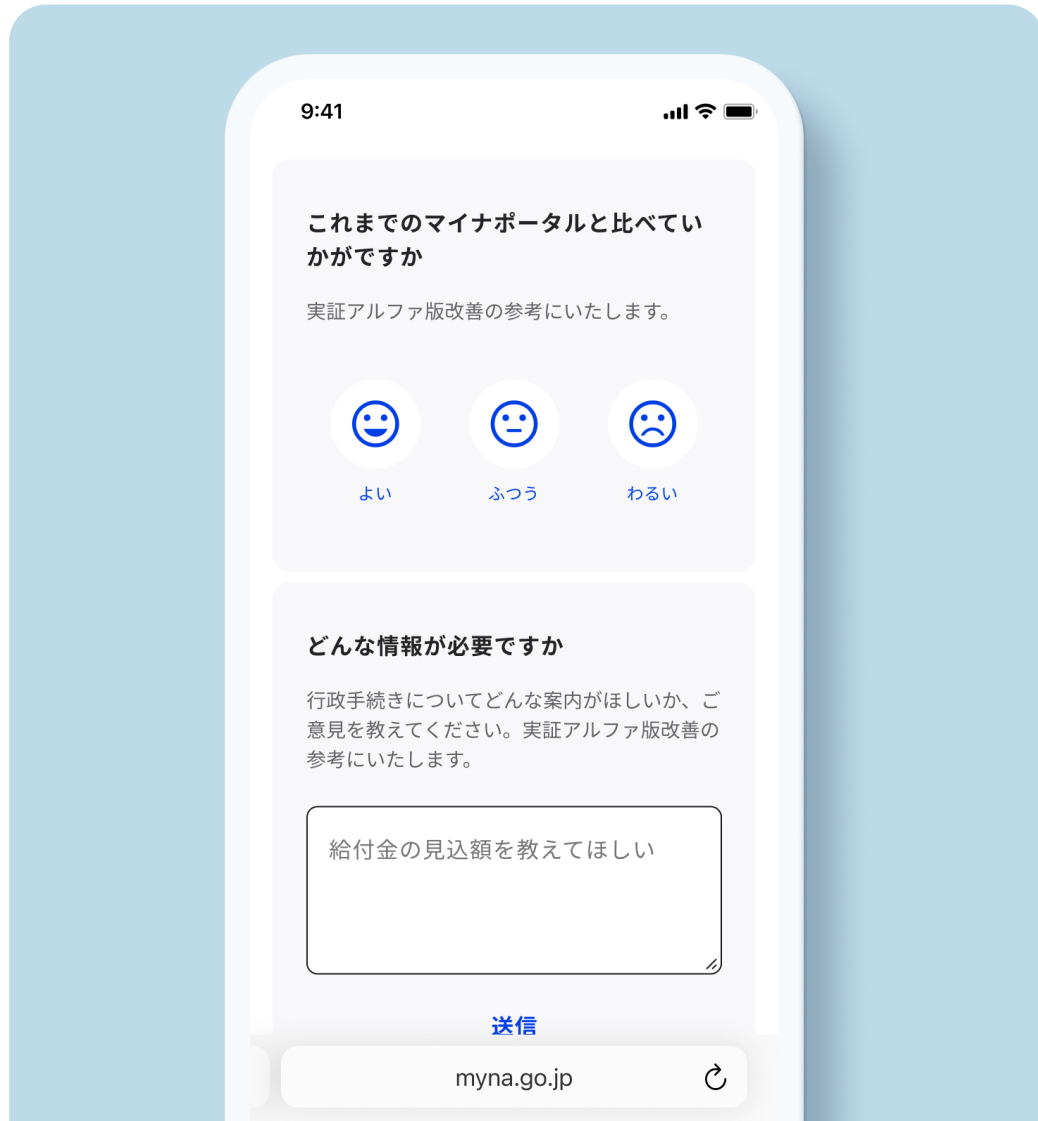 9:41
これまでのマイナポータルと比べてい
かがですか
実証アルファ版改善の参考にいたします。
よい ふつう わるい
どんな情報が必要ですか
行政手続きについてどんな案内がほしいか、ご
意見を教えてください。実証アルファ版改善の
参考にいたします。
給付金の見込額を教えてほしい
送信
myna.go.jp